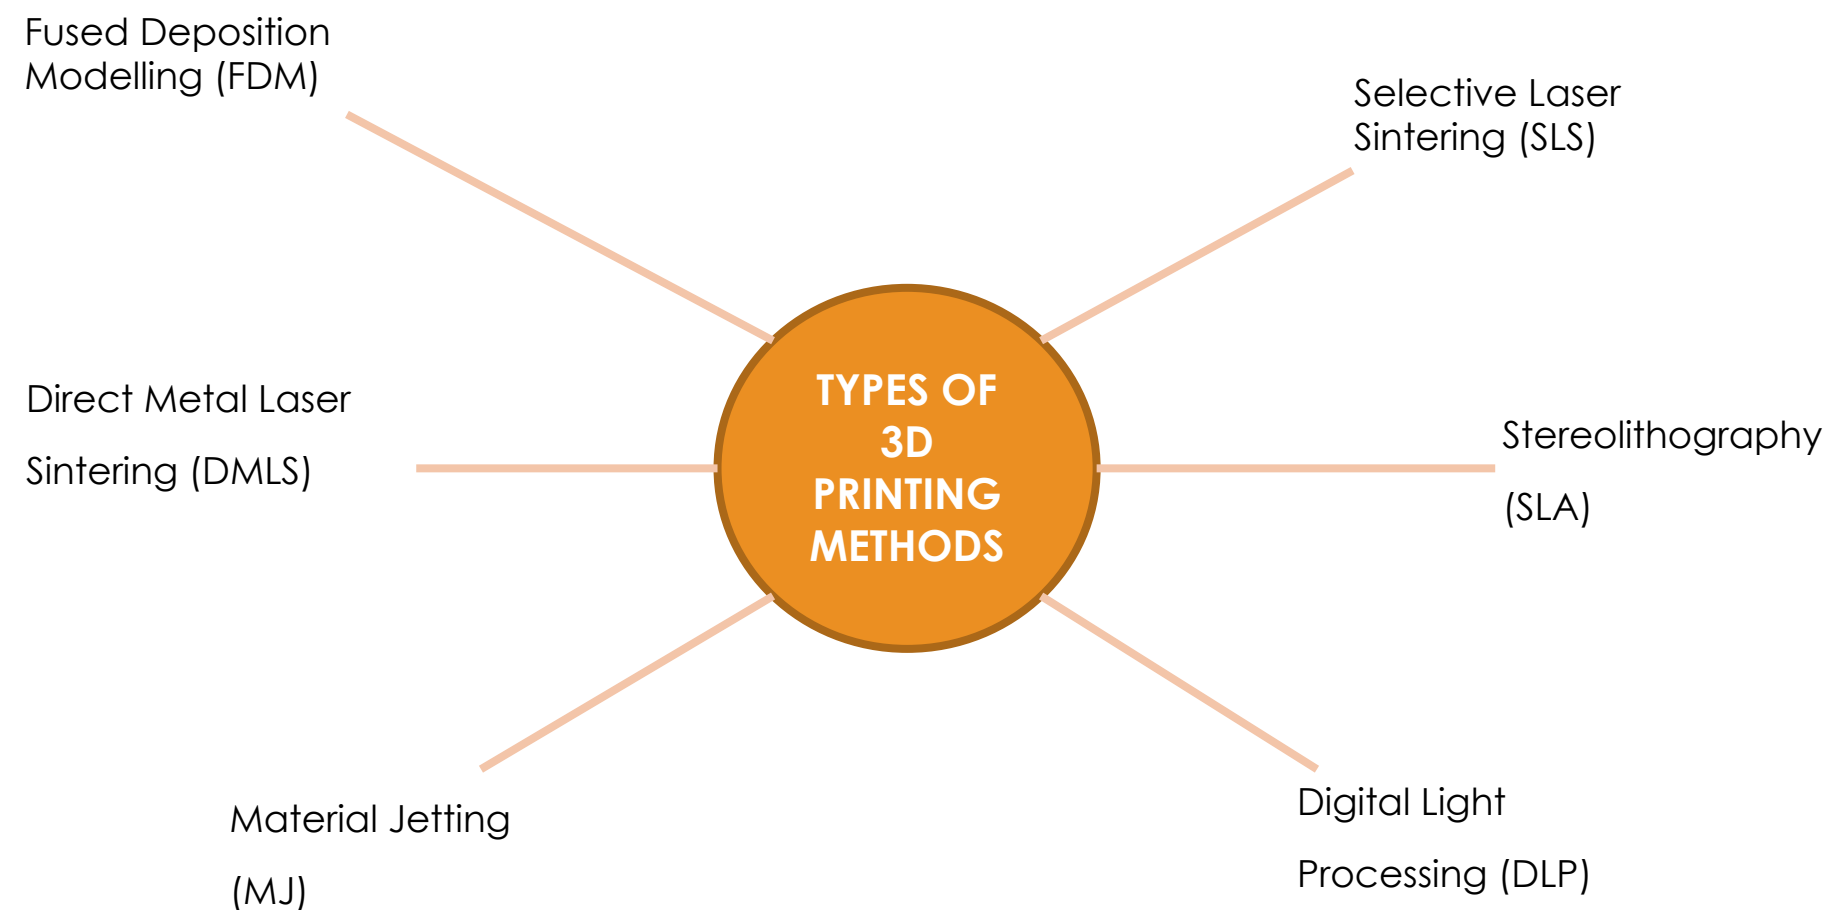 Fused Deposition
Modelling (FDM)
Selective Laser
Sintering (SLS)
TYPES OF
3D
PRINTING
METHODS
Direct Metal Laser
Sintering (DMLS)
Stereolithography
(SLA)
Material Jetting
(MJ)
Digital Light
Processing (DLP)